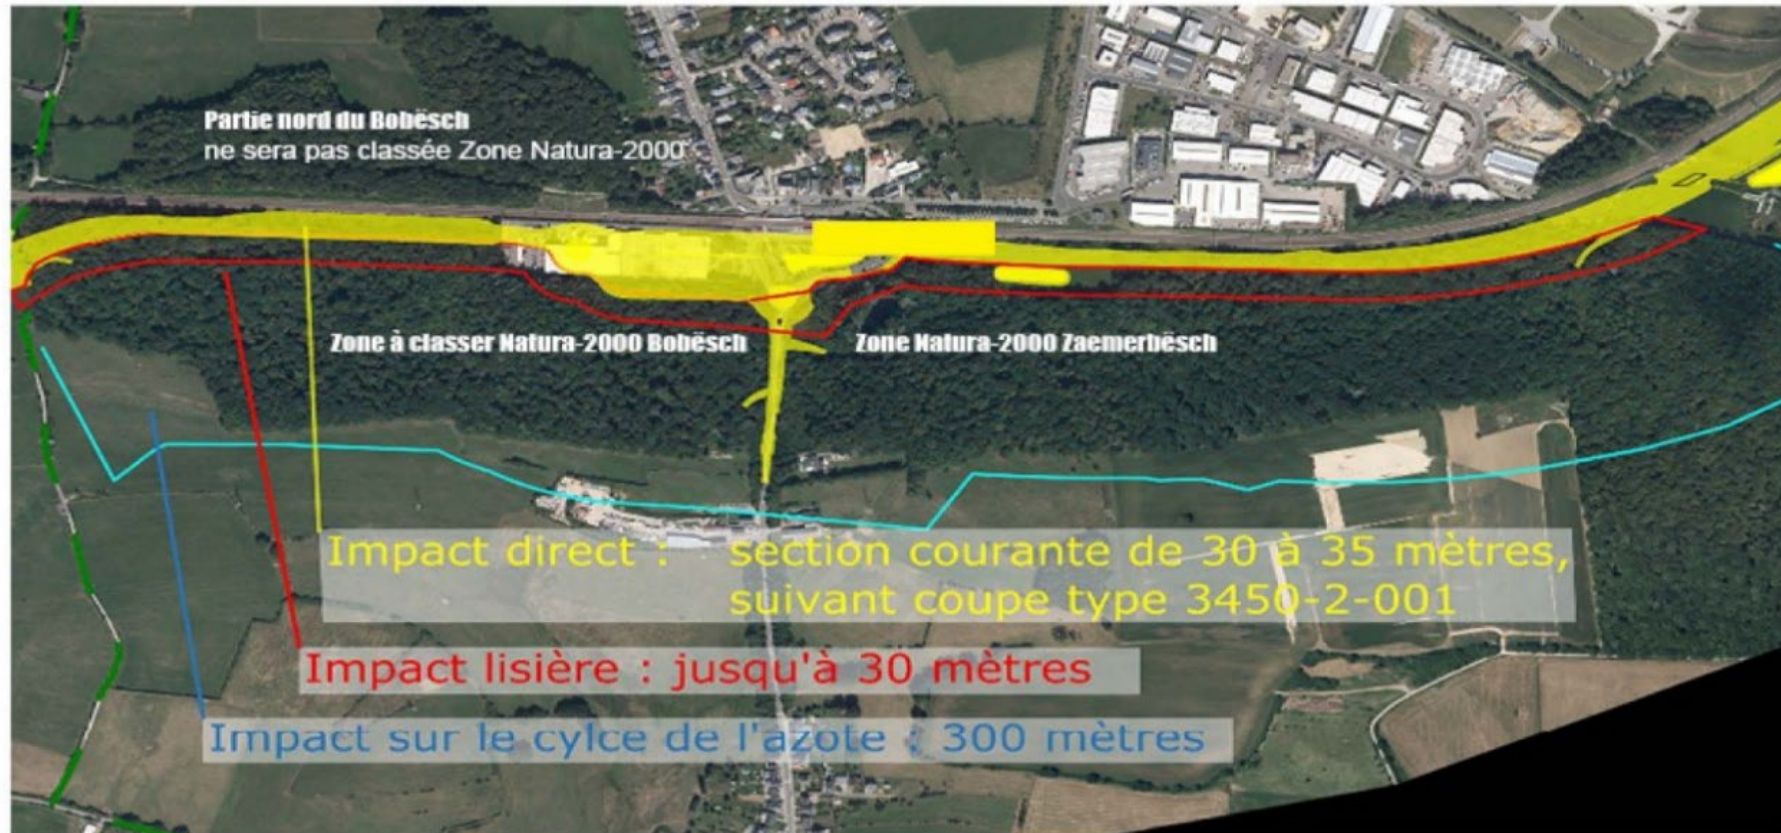 Partie nord du Bobësch
ne sera pas classée Zone Natura-2000
Zone à classer Natura-2000 Bobësch
Zone Natura-2000 Zaemerbësch
Impact direct : section courante de 30 à 35 mètres,
suivant coupe type 3450-2-001
Impact lisière : jusqu'à 30 mètres
Impact sur le cylce de l'azote : 300 mètres